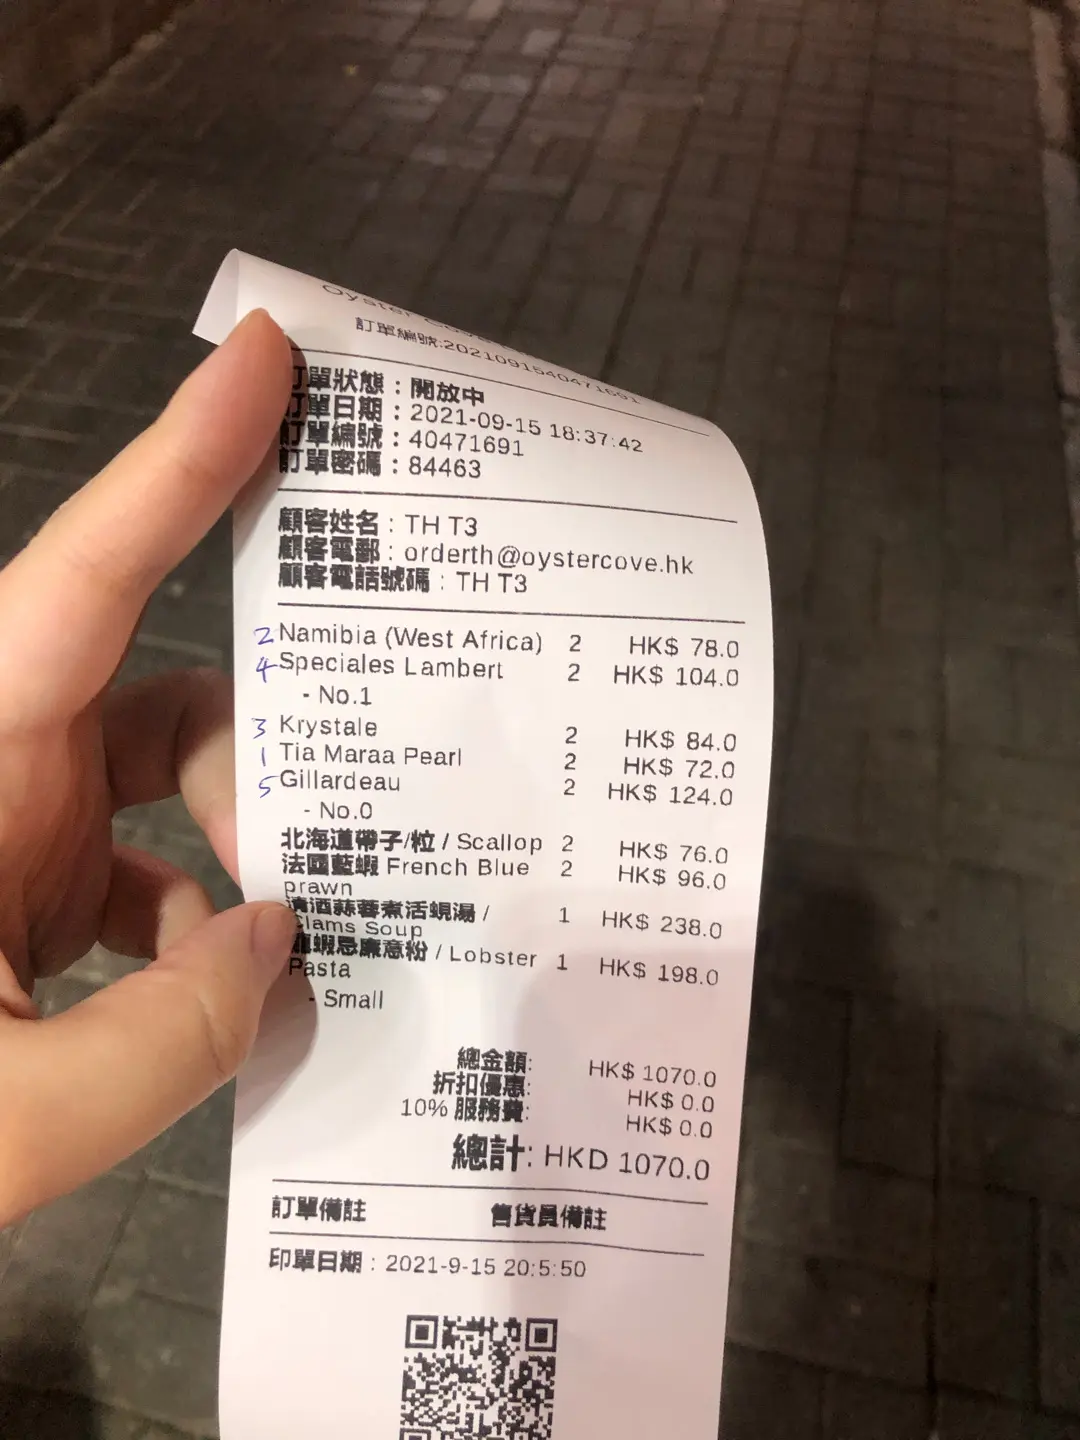 Oyster
訂單編號:2021091540471691
訂單狀態 : 開放中
訂單日期 : 2021-09-15 18:37:42
訂單編號 : 40471691
訂單密碼 : 84463
顧客姓名 : TH T3
顧客電郵 : orderth@oystercove.hk
顧客電話號碼 : TH T3
2 Namibia (West Africa) 2 HK$ 78.0
4 Speciales Lambert 2 HK$ 104.0
- No.1
3 Krystale 2 HK$ 84.0
1 Tia Maraa Pearl 2 HK$ 72.0
5 Gillardeau 2 HK$ 124.0
- No.0
北海道帶子/粒 / Scallop 2 HK$ 76.0
法國藍蝦 French Blue 2 HK$ 96.0
prawn
清酒蒜蓉煮活蜆湯 / 1 HK$ 238.0
Clams Soup
龍蝦忌廉意粉 / Lobster 1 HK$ 198.0
Pasta
- Small
總金額: HK$ 1070.0
折扣優惠: HK$ 0.0
10% 服務費: HK$ 0.0
總計: HKD 1070.0
訂單備註 售貨員備註
印單日期 : 2021-9-15 20:5:50